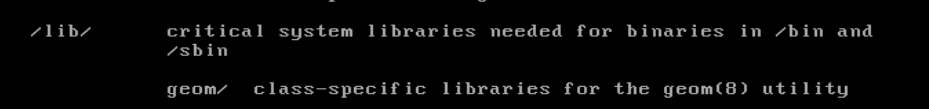 /lib/ critical system libraries needed for binaries in /bin and
/sbin
geom/ class-specific libraries for the geom(8) utility